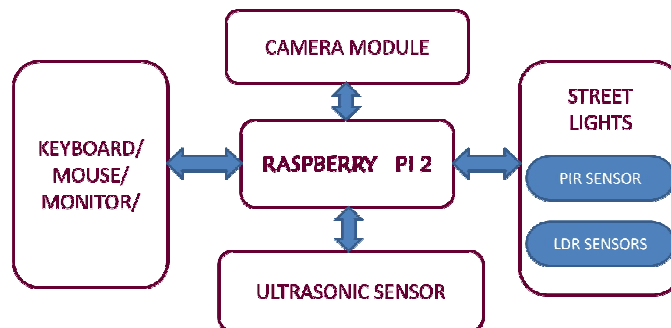 CAMERA MODULE
KEYBOARD/
MOUSE/
MONITOR/
RASPBERRY PI 2
STREET
LIGHTS
PIR SENSOR
LDR SENSORS
ULTRASONIC SENSOR